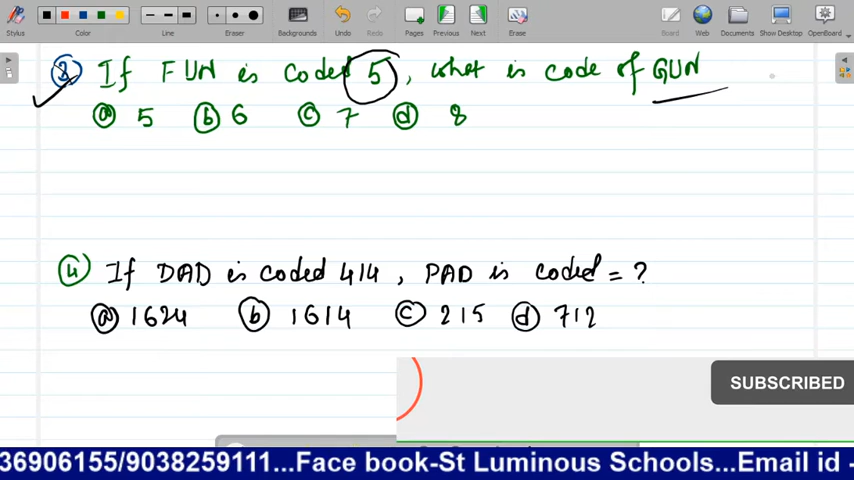 Stylus
Color
Line
Eraser
Backgrounds
Undo
Redo
Pages
Previous
Next
Erase
Board
Web
Documents
Show Desktop
OpenBoard
③ If FUN is coded 5, what is code of GUN
ⓐ 5 ⓑ 6 ⓒ 7 ⓓ 8
④ If DAD is coded 414, PAD is coded = ?
ⓐ 1624 ⓑ 1614 ⓒ 215 ⓓ 712
SUBSCRIBED
36906155/9038259111...Face book-St Luminous Schools...Email id -